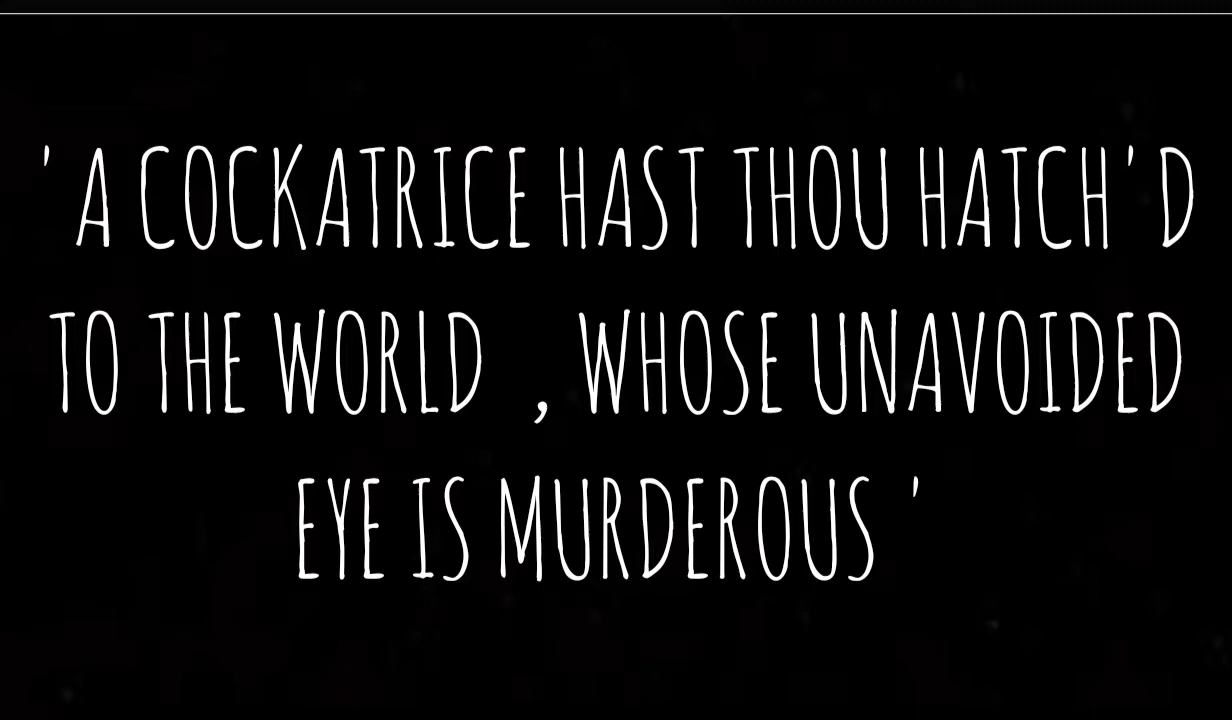 ' A COCKATRICE HAST THOU HATCH'D
TO THE WORLD , WHOSE UNAVOIDED
EYE IS MURDEROUS '